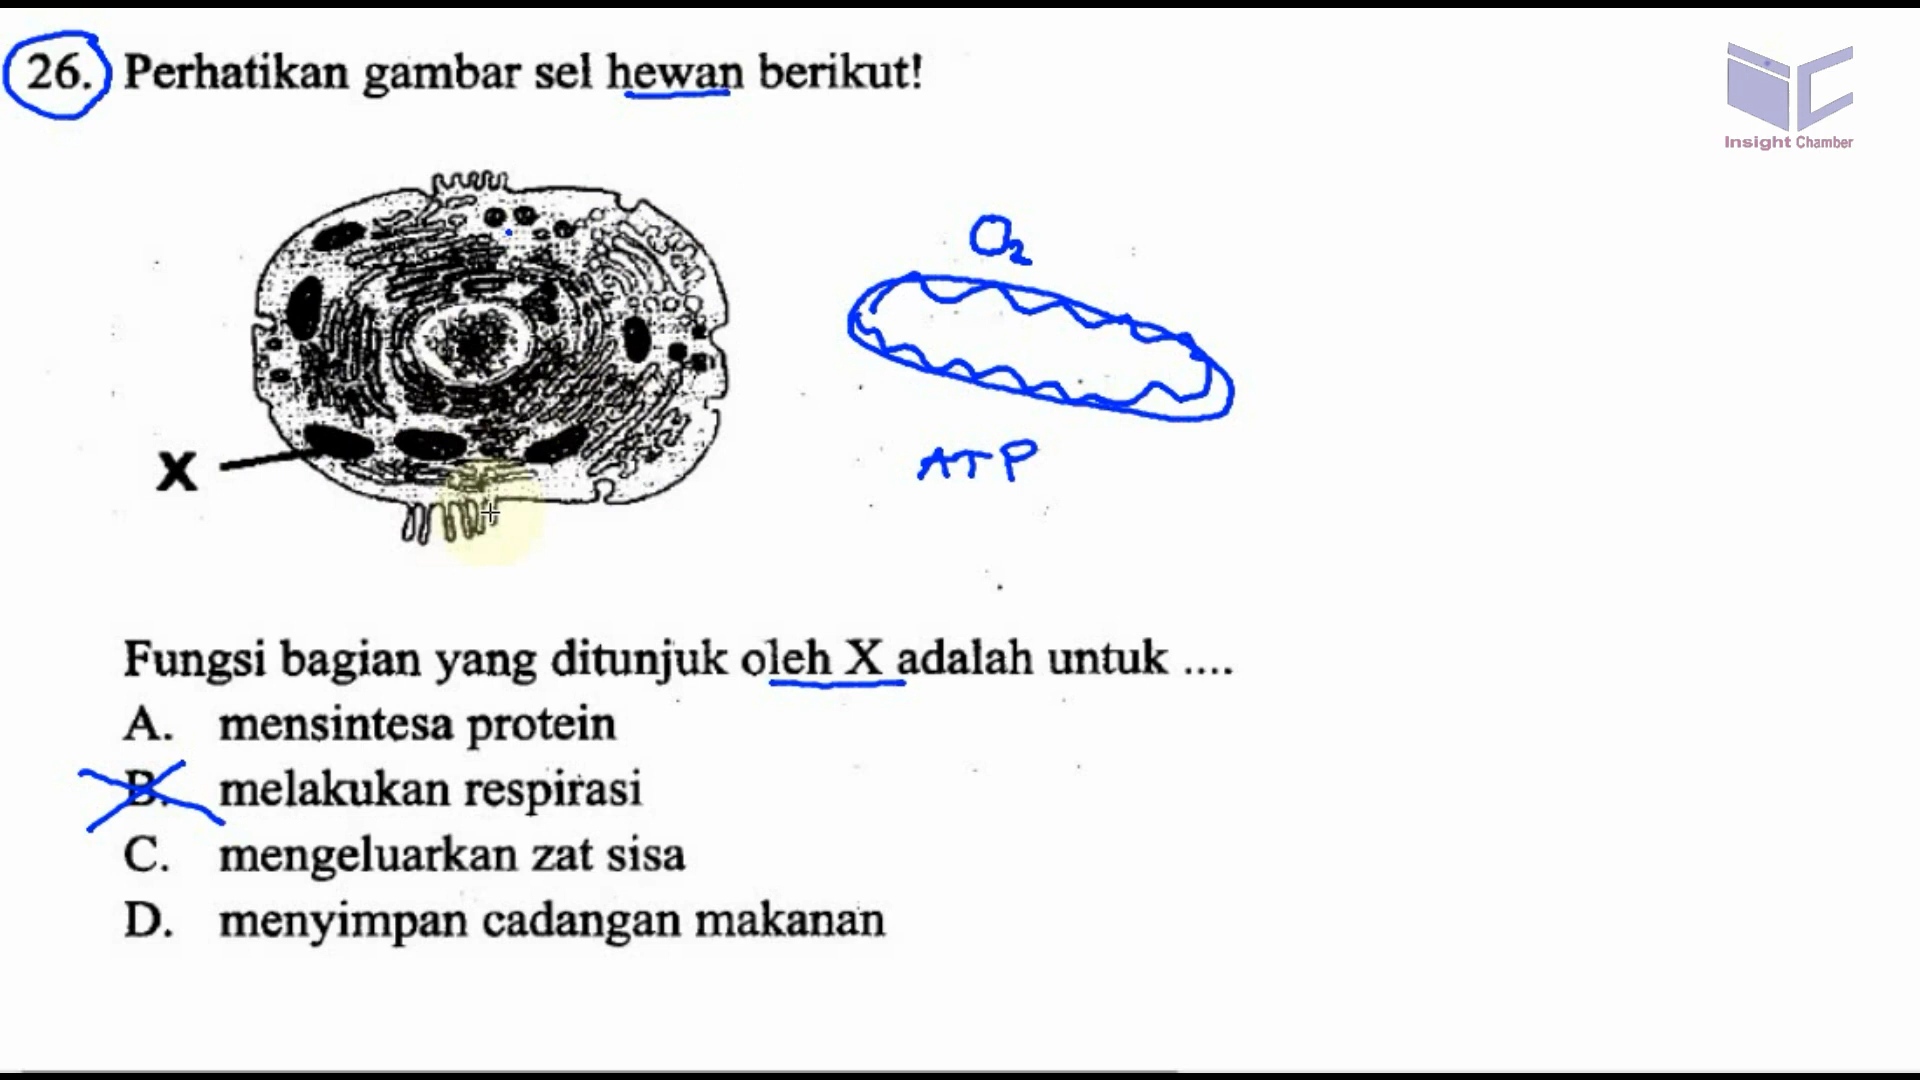 26. Perhatikan gambar sel hewan berikut!
Insight Chamber
O2
X
ATP
Fungsi bagian yang ditunjuk oleh X adalah untuk ....
A. mensintesa protein
B. melakukan respirasi
C. mengeluarkan zat sisa
D. menyimpan cadangan makanan